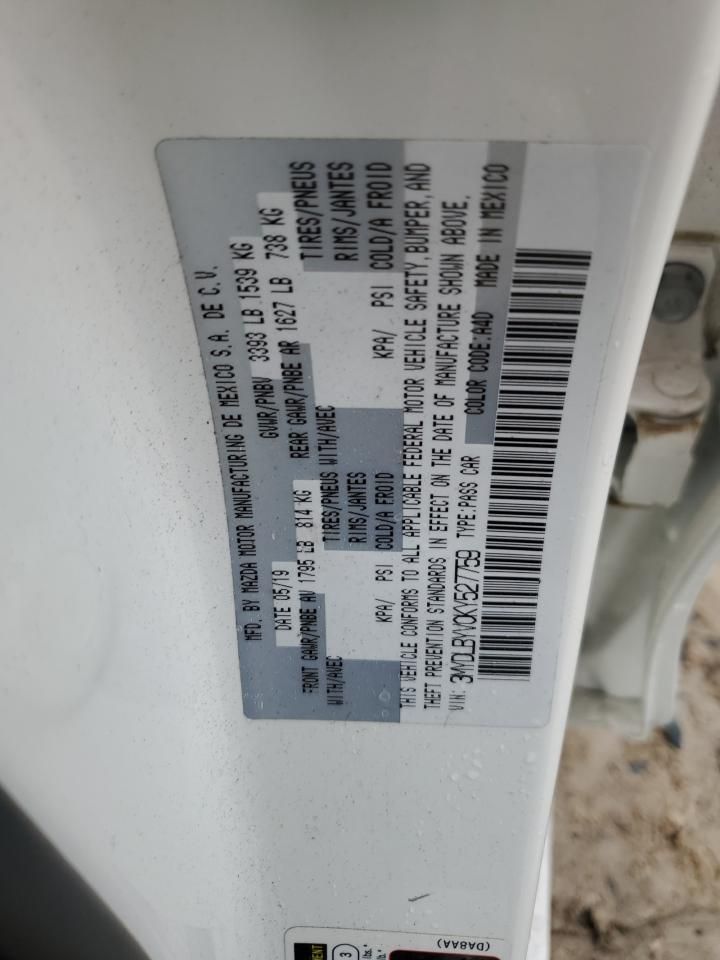 MFD. BY MAZDA MOTOR MANUFACTURING DE MEXICO S.A. DE C.V.
DATE 05/19 GVWR/PNBV 3393 LB 1539 KG
FRONT GAWR/PNBE AV 1795 LB 814 KG REAR GAWR/PNBE AR 1627 LB 738 KG
WITH/AVEC TIRES/PNEUS WITH/AVEC TIRES/PNEUS
RIMS/JANTES RIMS/JANTES
KPA/ PSI COLD/A FROID KPA/ PSI COLD/A FROID
THIS VEHICLE CONFORMS TO ALL APPLICABLE FEDERAL MOTOR VEHICLE SAFETY, BUMPER, AND
THEFT PREVENTION STANDARDS IN EFFECT ON THE DATE OF MANUFACTURE SHOWN ABOVE.
VIN: 3MYDLBYV0KY527759 TYPE:PASS CAR COLOR CODE:A4D MADE IN MEXICO
(DA8AA)
3